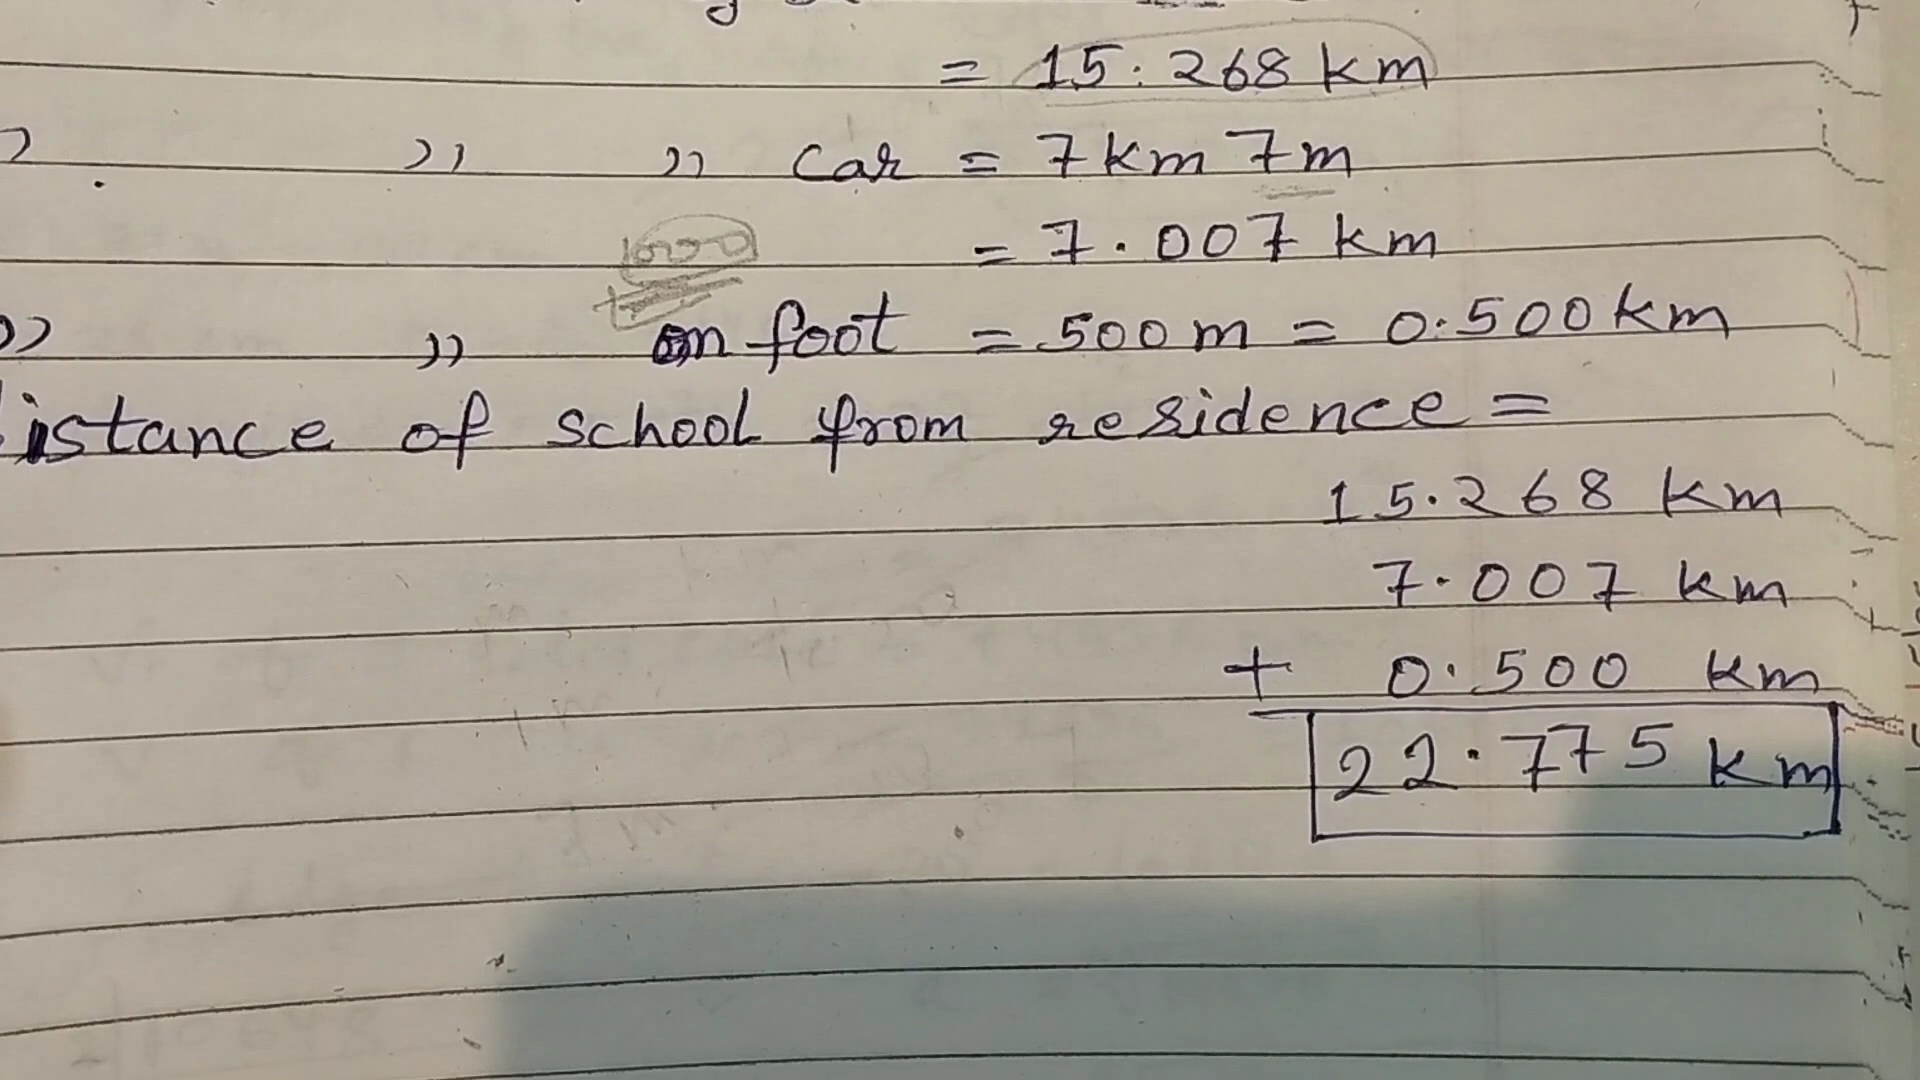 = 15.268 km
,, ,, ,, car = 7 km 7 m
1000
= 7.007 km
,, ,, on foot = 500 m = 0.500 km
istance of school from residence =
15.268 km
7.007 km
+ 0.500 km
22.775 km